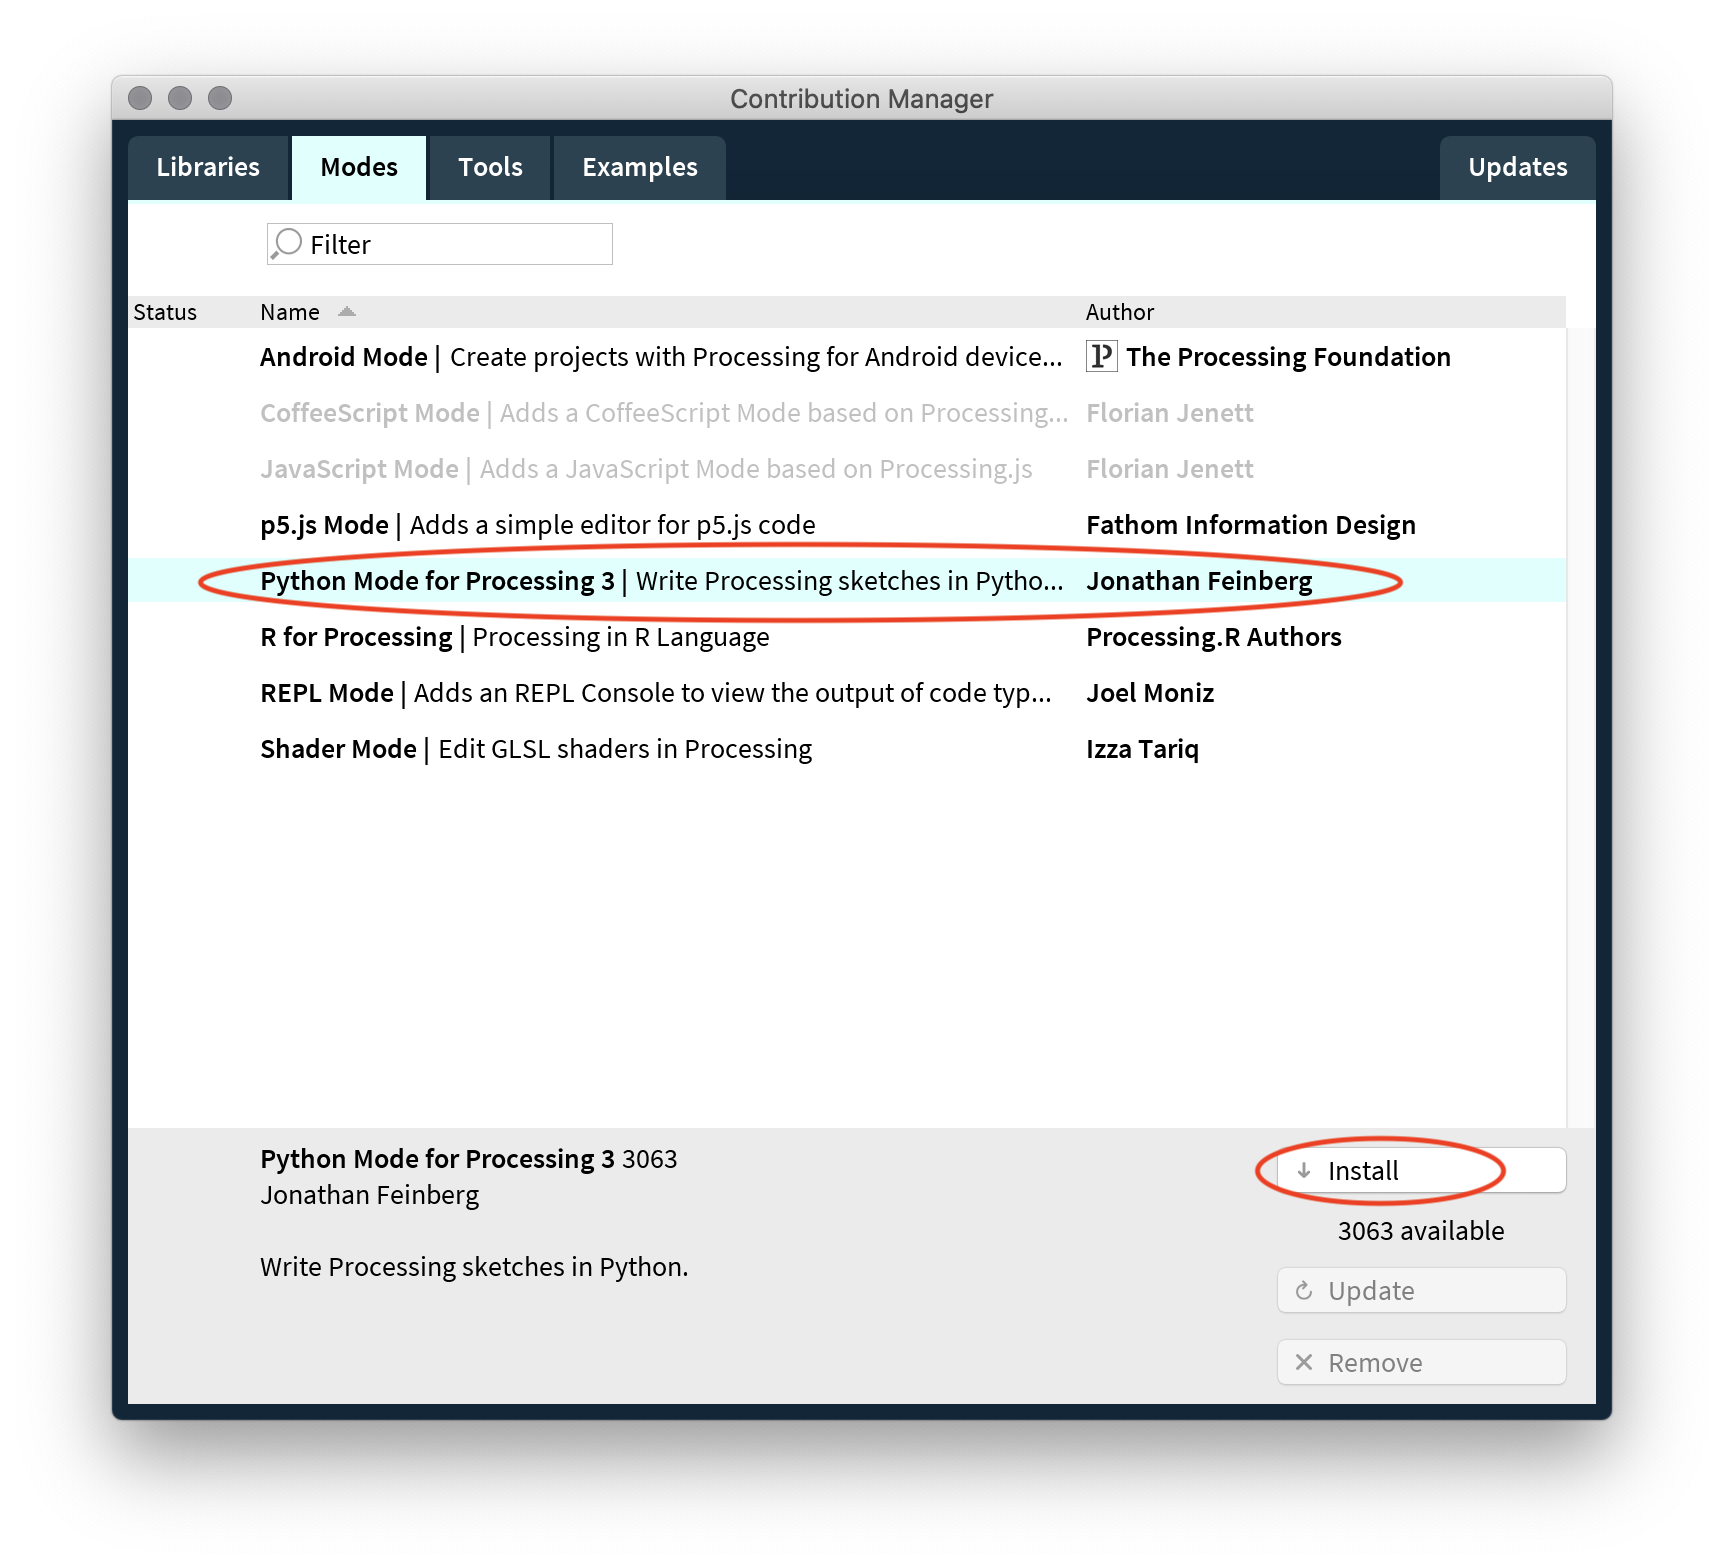 Contribution Manager
Libraries Modes Tools Examples Updates
Filter
Status Name Author
Android Mode | Create projects with Processing for Android device... P The Processing Foundation
CoffeeScript Mode | Adds a CoffeeScript Mode based on Processing... Florian Jenett
JavaScript Mode | Adds a JavaScript Mode based on Processing.js Florian Jenett
p5.js Mode | Adds a simple editor for p5.js code Fathom Information Design
Python Mode for Processing 3 | Write Processing sketches in Pytho... Jonathan Feinberg
R for Processing | Processing in R Language Processing.R Authors
REPL Mode | Adds an REPL Console to view the output of code typ... Joel Moniz
Shader Mode | Edit GLSL shaders in Processing Izza Tariq
Python Mode for Processing 3 3063
Jonathan Feinberg
Write Processing sketches in Python.
Install
3063 available
Update
Remove